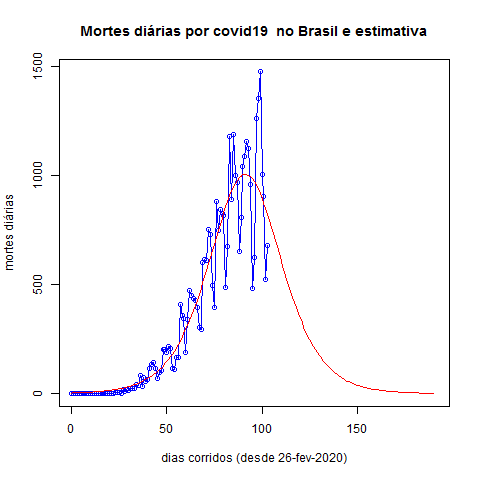 Mortes diárias por covid19 no Brasil e estimativa
mortes diárias
1500
1000
500
0
0 50 100 150
dias corridos (desde 26-fev-2020)